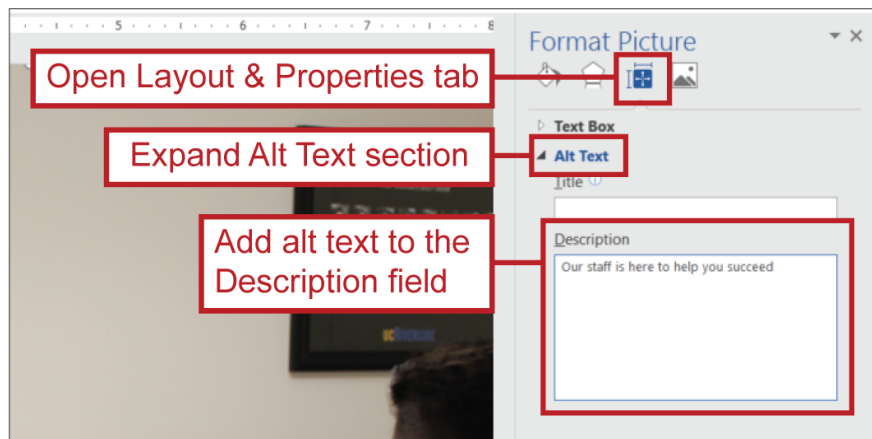 5 6 7 8
Format Picture
Open Layout & Properties tab
Text Box
Expand Alt Text section
Alt Text
Title
Add alt text to the
Description field
Description
Our staff is here to help you succeed
UCRIVERSIDE